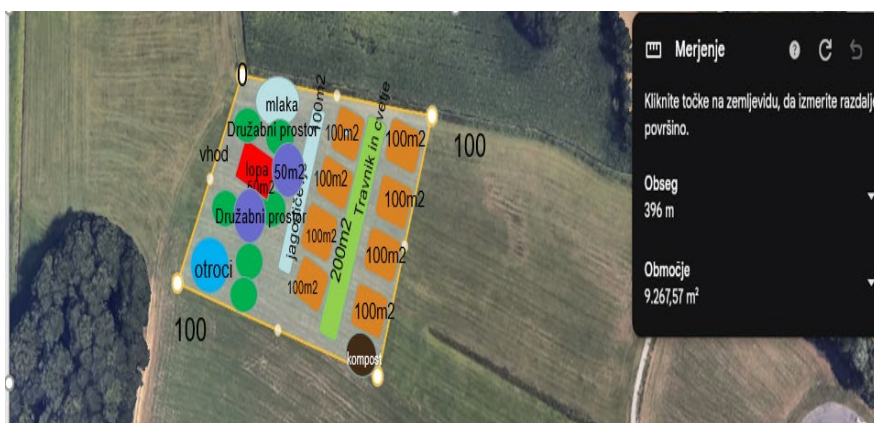 0
mlaka
100m2
Družabni prostor
vhod
lopa
50m2
50m2
Družabni prostor
otroci
100
jagodičevje
100m2
100m2
100m2
100m2
Travnik in cvetje
200m2
100m2
100m2
100m2
100m2
100
kompost
Merjenje
Kliknite točke na zemljevidu, da izmerite razdalje
površino.
Obseg
396 m
Območje
9.267,57 m²